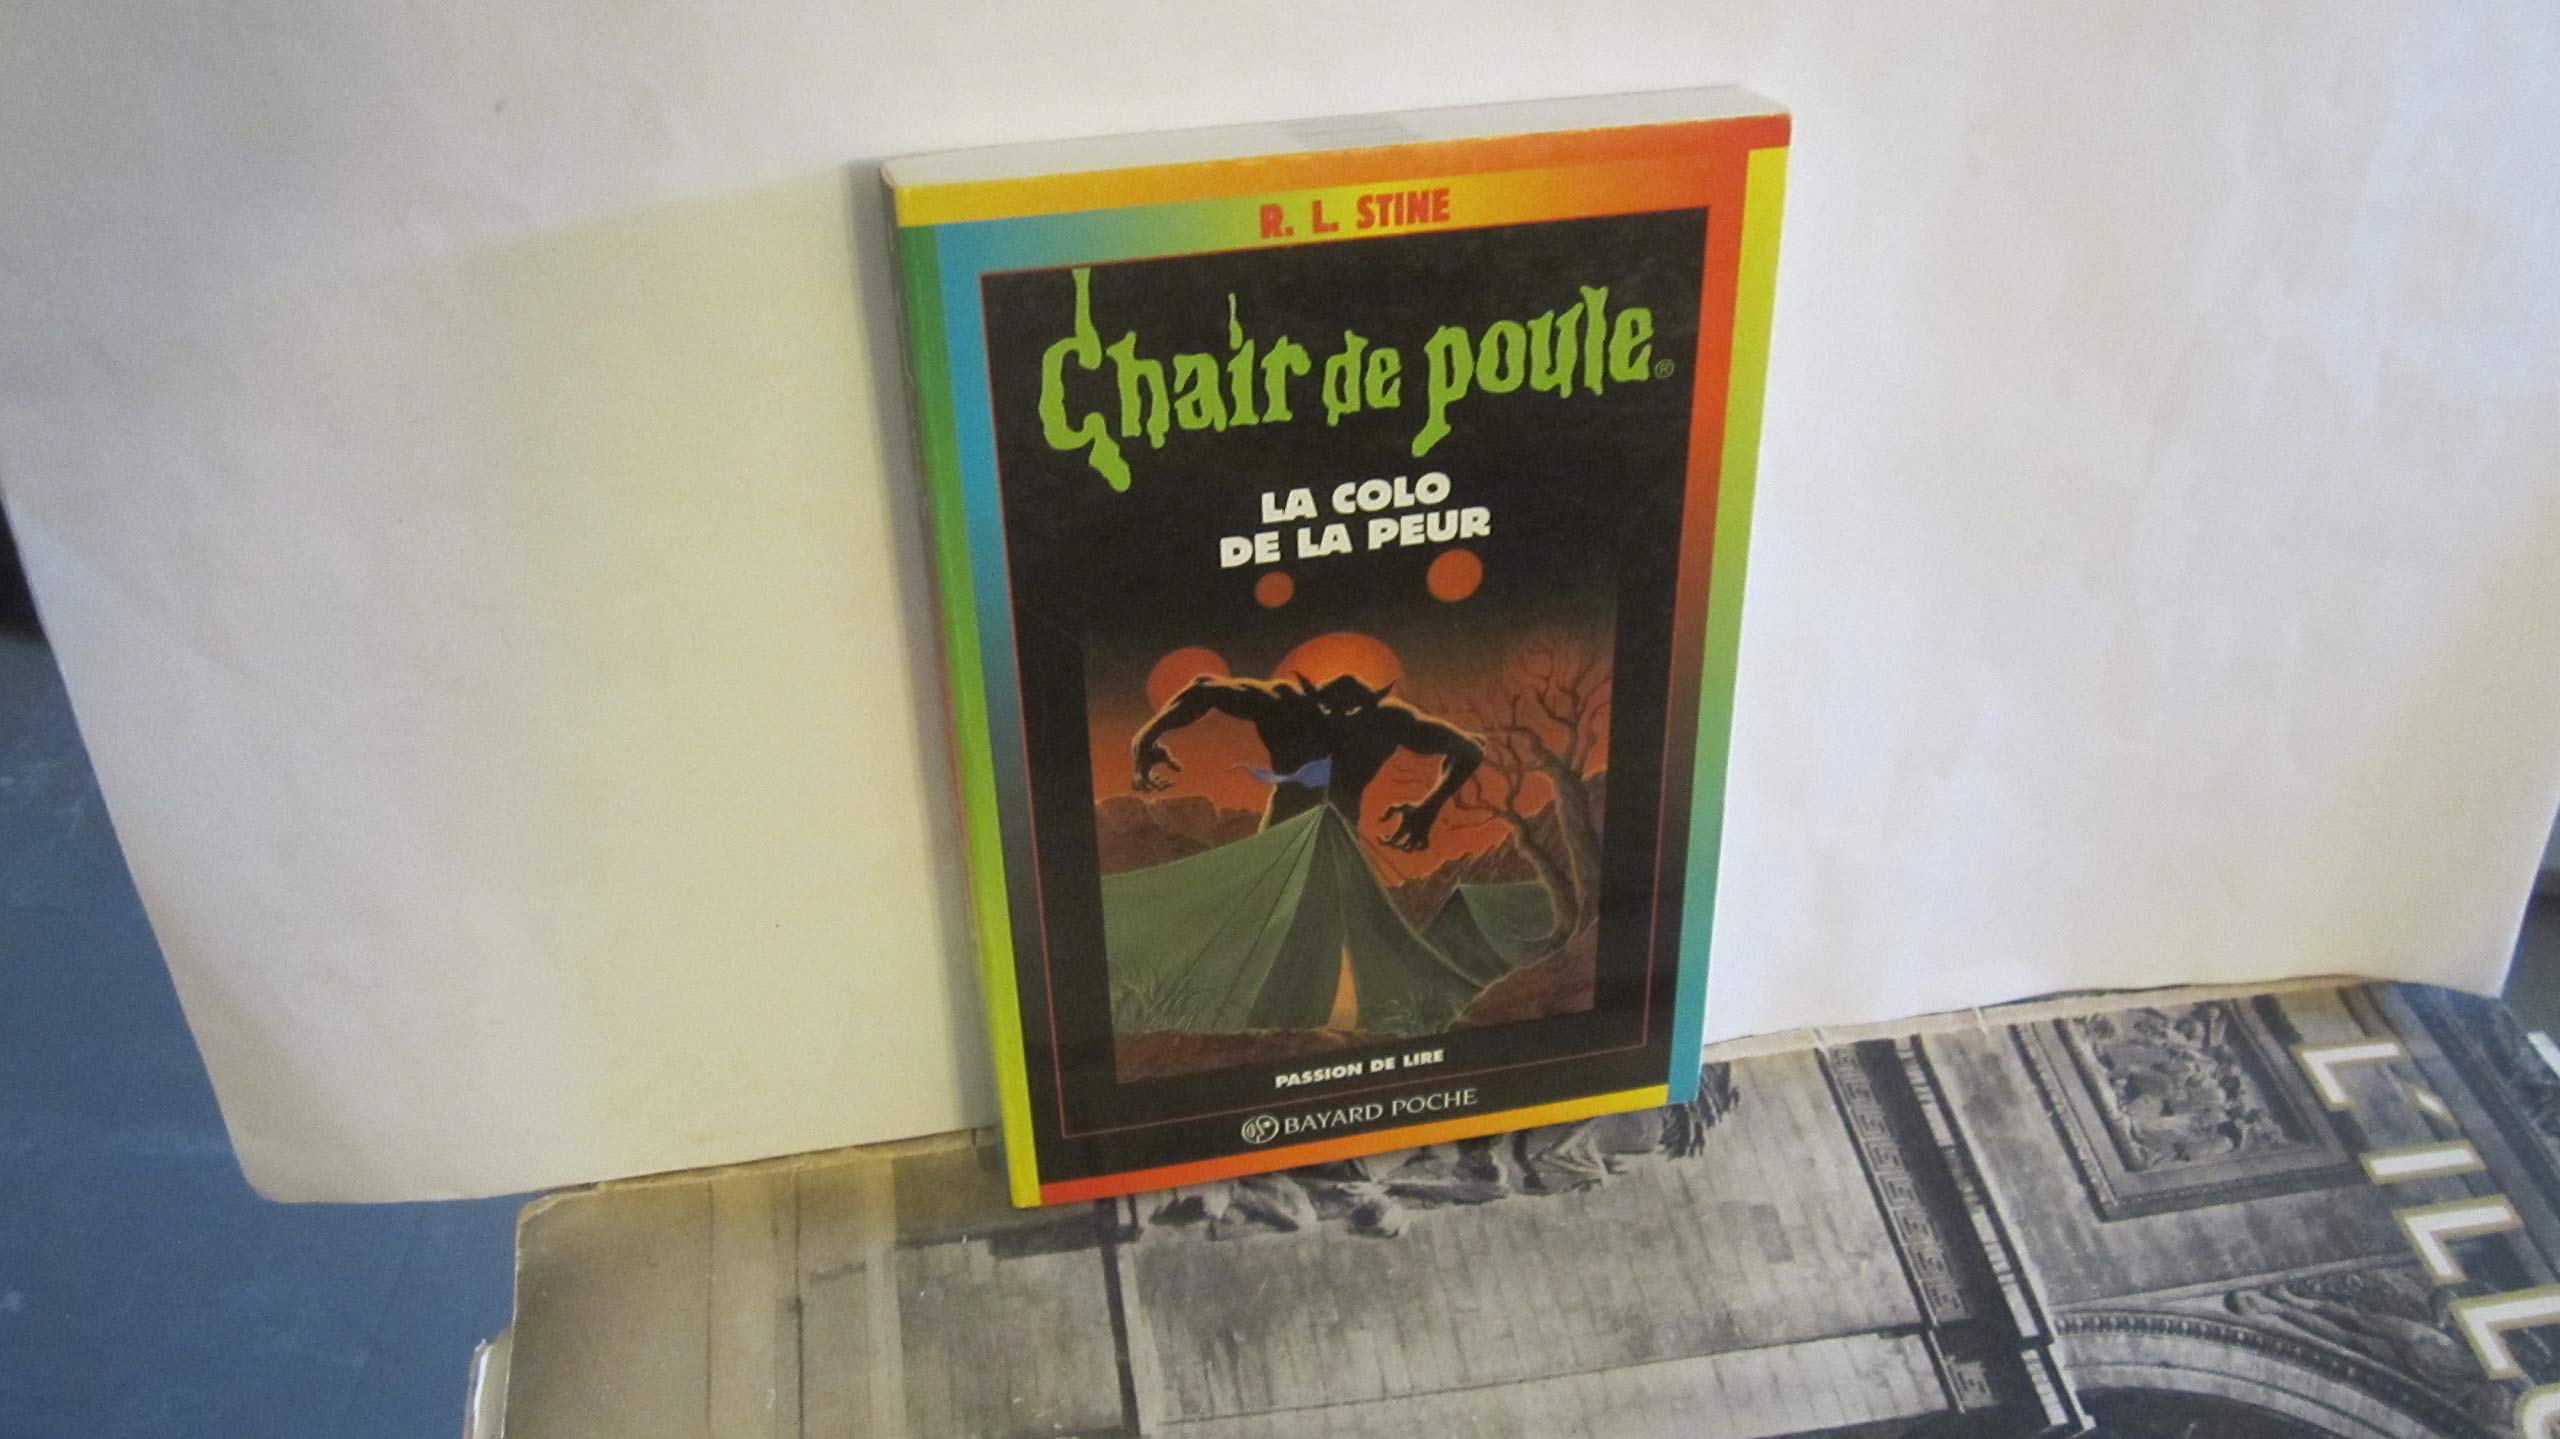 R. L. STINE
Chair de poule®
LA COLO
DE LA PEUR
PASSION DE LIRE
BAYARD POCHE